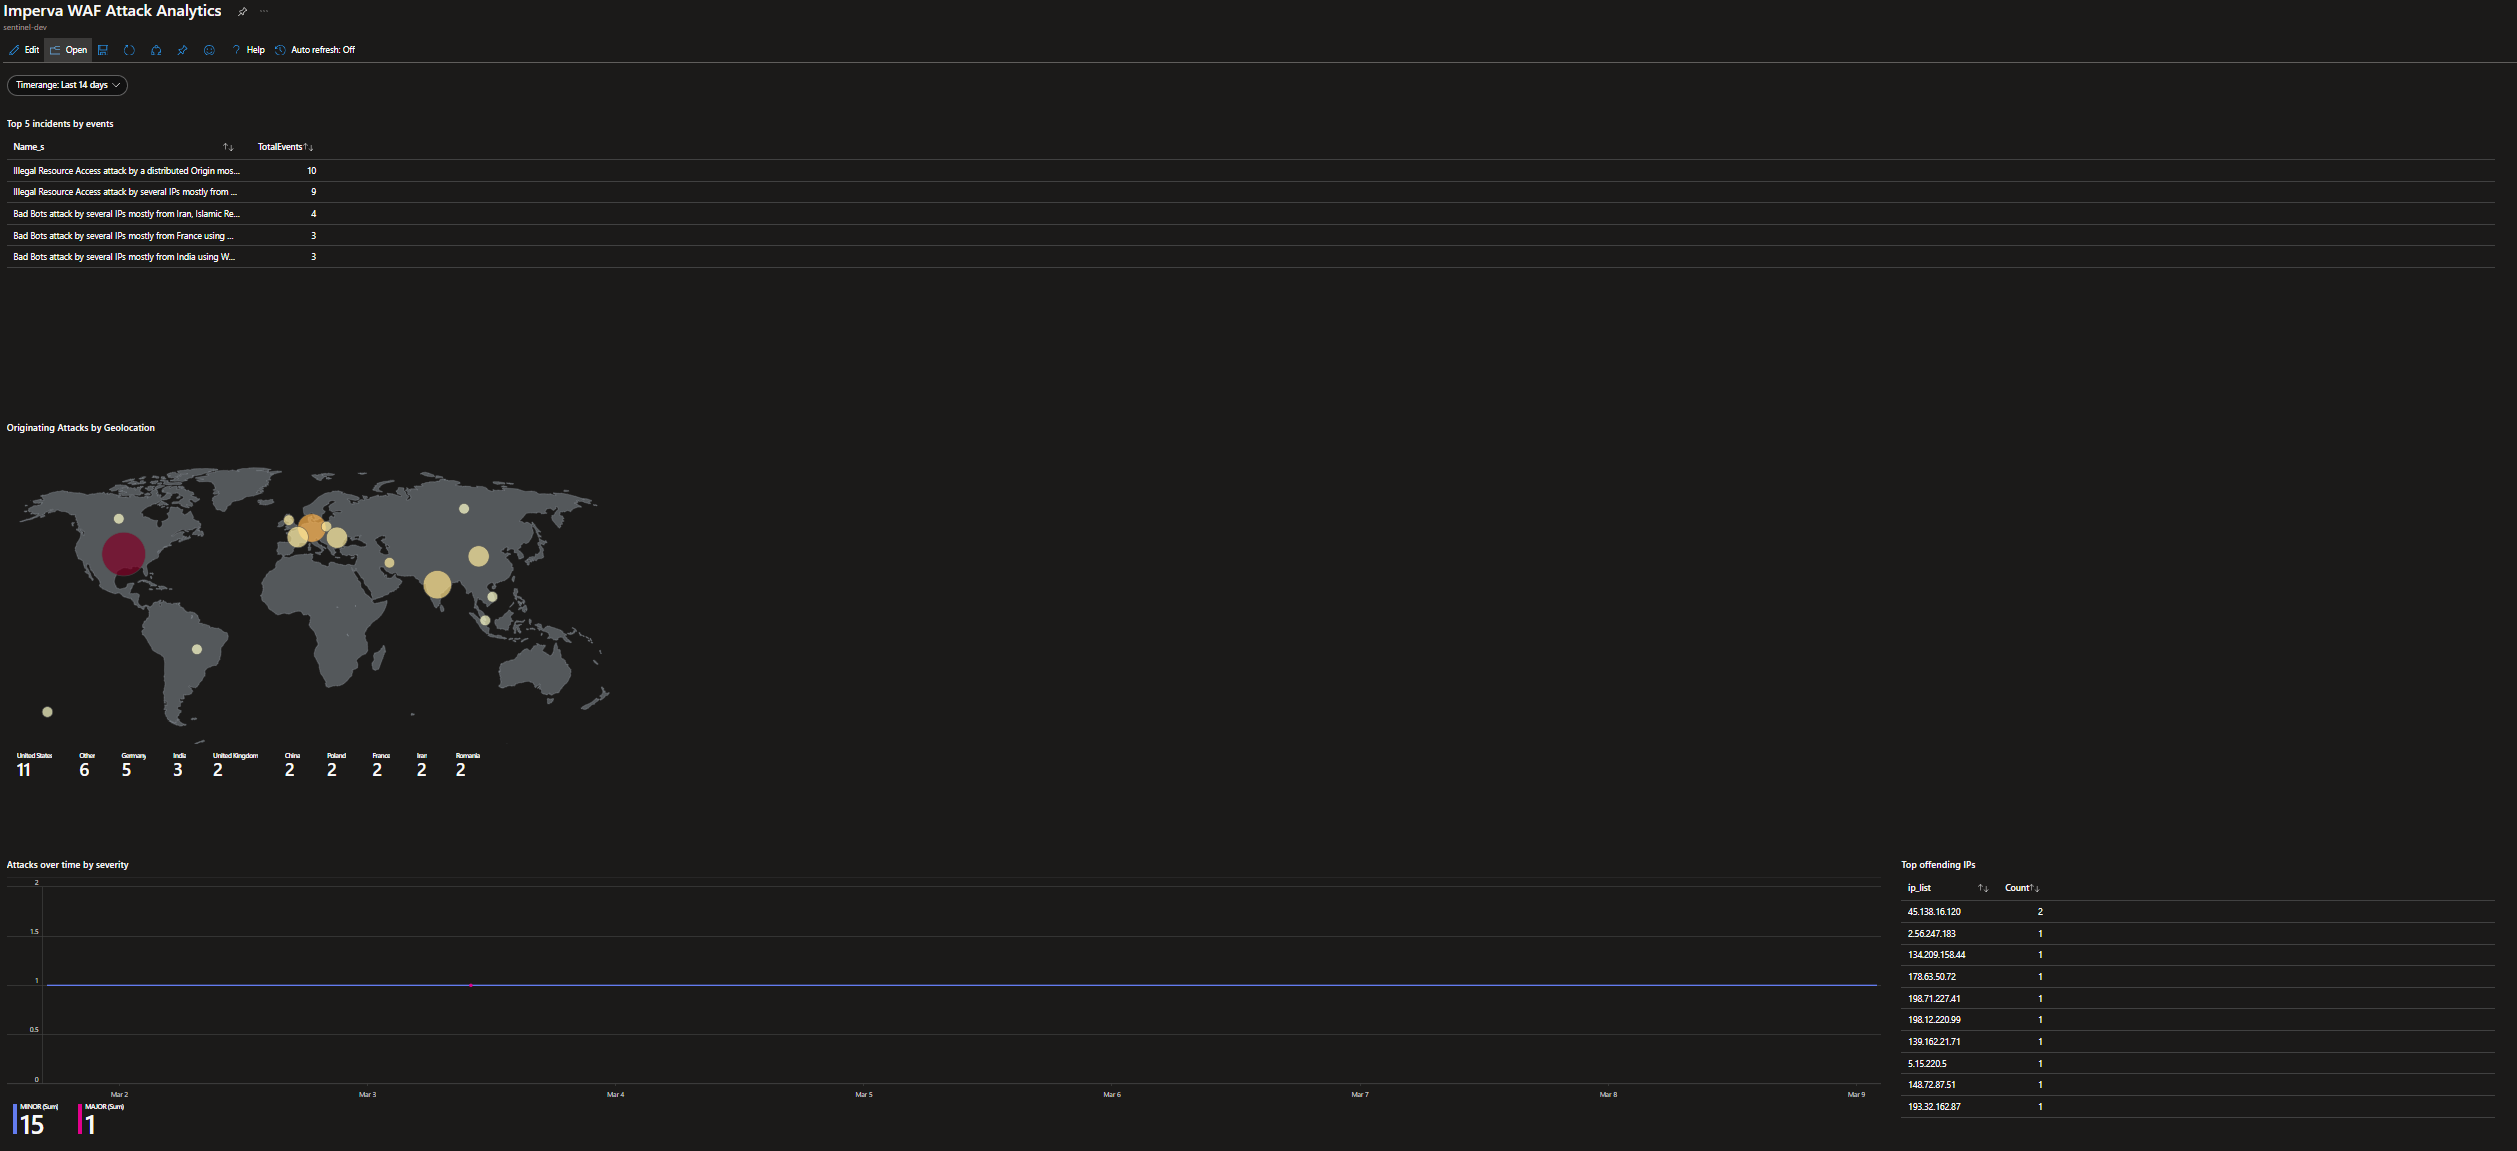 Imperva WAF Attack Analytics
sentinel-dev
Edit Open Help Auto refresh: Off
Timerange: Last 14 days
Top 5 incidents by events
Name_s TotalEvents
Illegal Resource Access attack by a distributed Origin mos... 10
Illegal Resource Access attack by several IPs mostly from ... 9
Bad Bots attack by several IPs mostly from Iran, Islamic Re... 4
Bad Bots attack by several IPs mostly from France using ... 3
Bad Bots attack by several IPs mostly from India using W... 3
Originating Attacks by Geolocation
United States Other Germany India United Kingdom China Poland France Iran Romania
11 6 5 3 2 2 2 2 2 2
Attacks over time by severity
2
1.5
1
0.5
0
Mar 2 Mar 3 Mar 4 Mar 5 Mar 6 Mar 7 Mar 8 Mar 9
MINOR (Sum) MAJOR (Sum)
15 1
Top offending IPs
ip_list Count
45.138.16.120 2
2.56.247.183 1
134.209.158.44 1
178.63.50.72 1
198.71.227.41 1
198.12.220.99 1
139.162.21.71 1
5.15.220.5 1
148.72.87.51 1
193.32.162.87 1